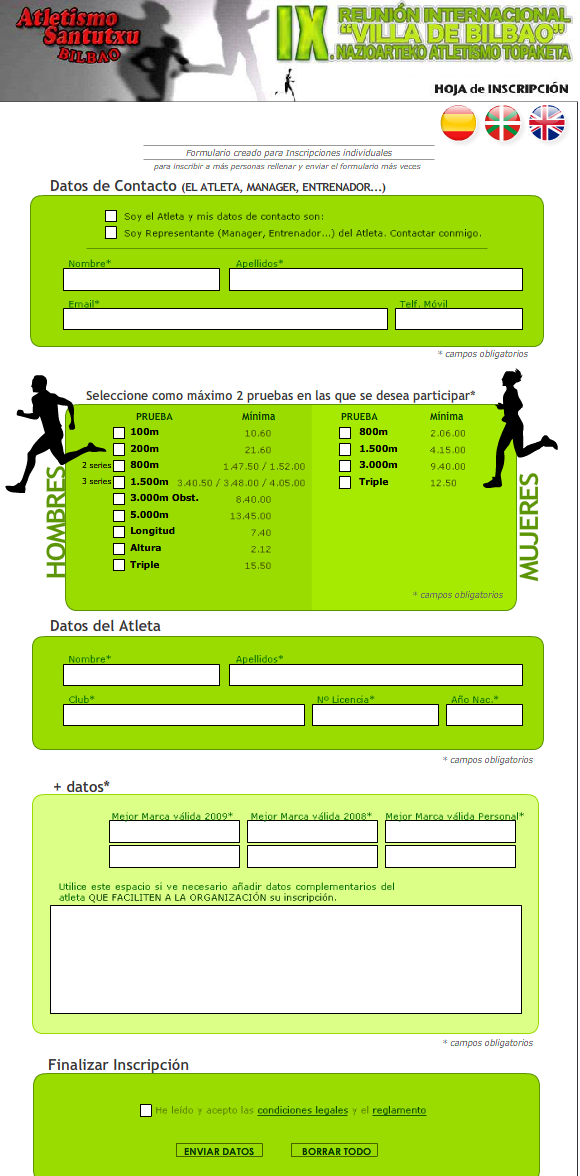 Atletismo
Santutxu
BILBAO
IX
REUNIÓN INTERNACIONAL
"VILLA DE BILBAO"
. NAZIOARTEKO ATLETISMO TOPAKETA
HOJA de INSCRIPCIÓN
Formulario creado para Inscripciones individuales
para inscribir a más personas rellenar y enviar el formulario más veces
Datos de Contacto (EL ATLETA, MANAGER, ENTRENADOR...)
Soy el Atleta y mis datos de contacto son:
Soy Representante (Manager, Entrenador...) del Atleta. Contactar conmigo.
Nombre* Apellidos*
Email* Telf. Móvil
* campos obligatorios
Seleccione como máximo 2 pruebas en las que se desea participar*
HOMBRES
PRUEBA Mínima
100m 10.60
200m 21.60
2 series 800m 1.47.50 / 1.52.00
3 series 1.500m 3.40.50 / 3.48.00 / 4.05.00
3.000m Obst. 8.40.00
5.000m 13.45.00
Longitud 7.40
Altura 2.12
Triple 15.50
MUJERES
PRUEBA Mínima
800m 2.06.00
1.500m 4.15.00
3.000m 9.40.00
Triple 12.50
* campos obligatorios
Datos del Atleta
Nombre* Apellidos*
Club* Nº Licencia* Año Nac.*
* campos obligatorios
+ datos*
Mejor Marca válida 2009* Mejor Marca válida 2008* Mejor Marca válida Personal*
Utilice este espacio si ve necesario añadir datos complementarios del
atleta QUE FACILITEN A LA ORGANIZACIÓN su inscripción.
* campos obligatorios
Finalizar Inscripción
He leído y acepto las condiciones legales y el reglamento
ENVIAR DATOS BORRAR TODO